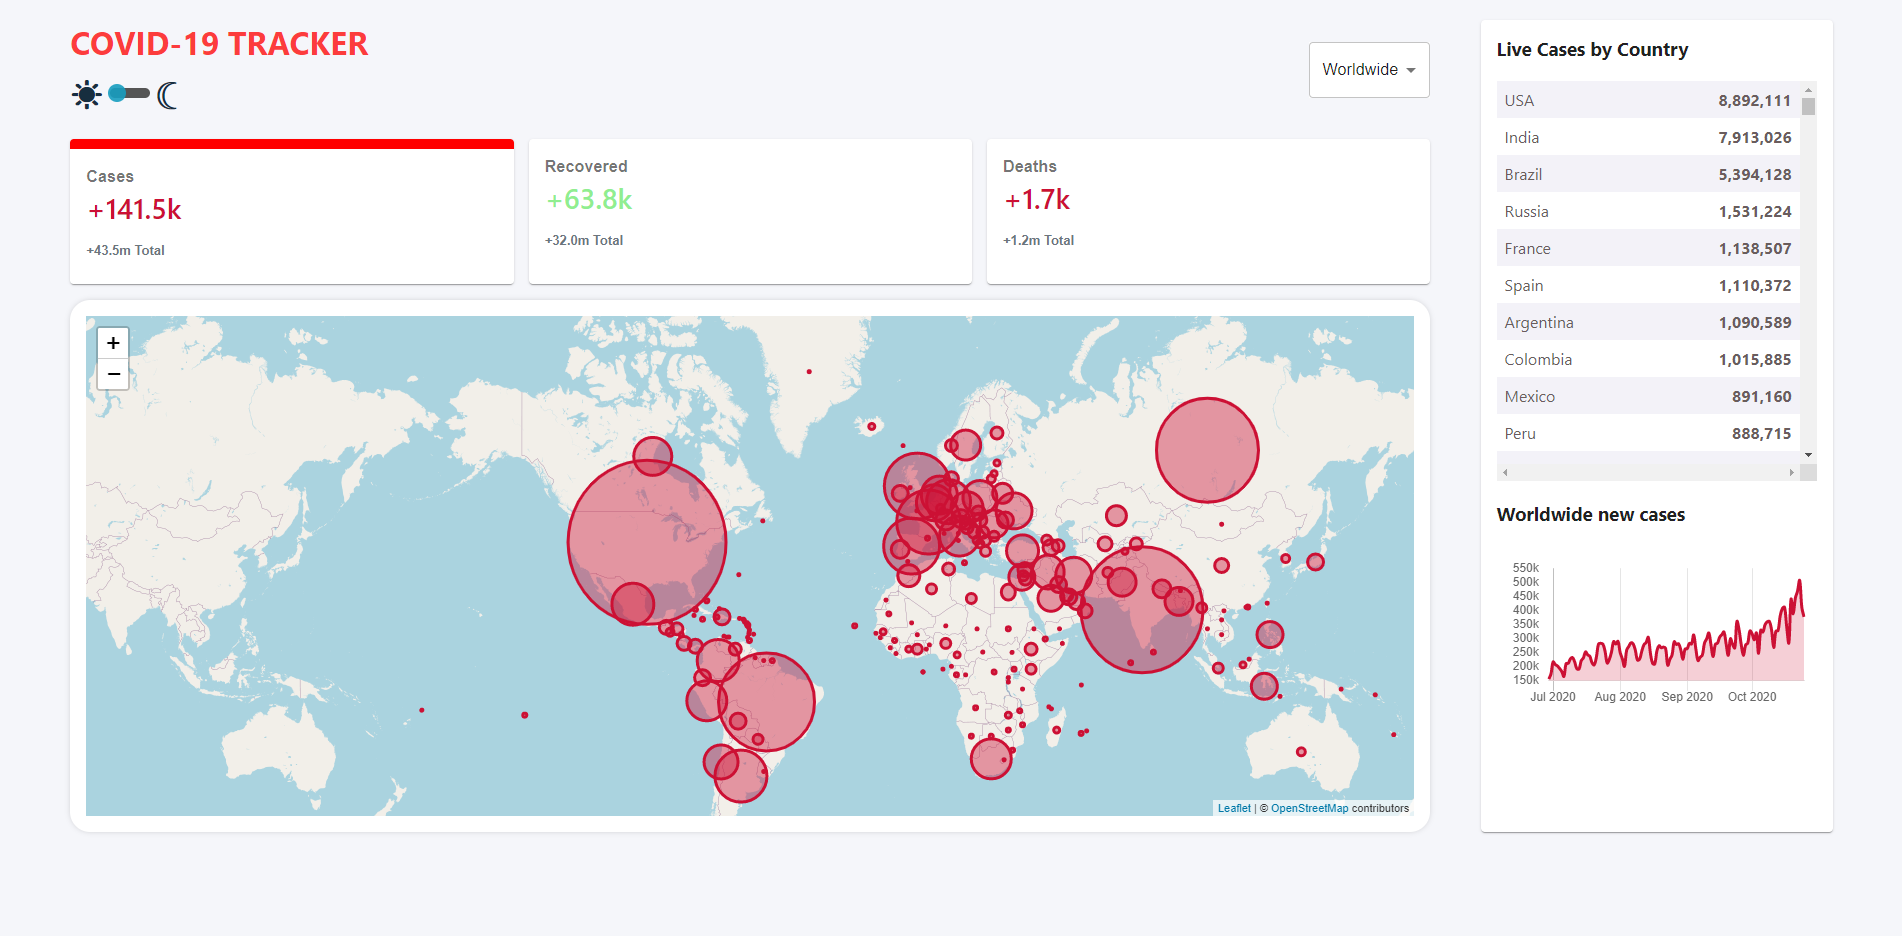 COVID-19 TRACKER
Worldwide
Cases
+141.5k
+43.5m Total
Recovered
+63.8k
+32.0m Total
Deaths
+1.7k
+1.2m Total
+
−
Leaflet | © OpenStreetMap contributors
Live Cases by Country
USA 8,892,111
India 7,913,026
Brazil 5,394,128
Russia 1,531,224
France 1,138,507
Spain 1,110,372
Argentina 1,090,589
Colombia 1,015,885
Mexico 891,160
Peru 888,715
Worldwide new cases
550k
500k
450k
400k
350k
300k
250k
200k
150k
Jul 2020 Aug 2020 Sep 2020 Oct 2020